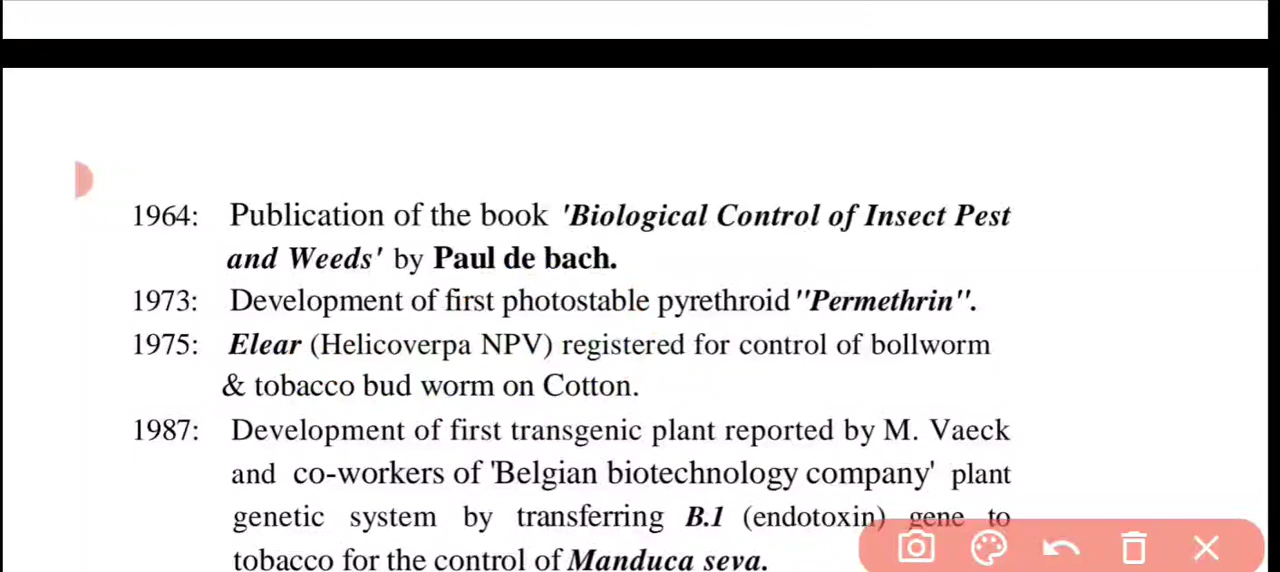 1964: Publication of the book 'Biological Control of Insect Pest
and Weeds' by Paul de bach.
1973: Development of first photostable pyrethroid "Permethrin".
1975: Elear (Helicoverpa NPV) registered for control of bollworm
& tobacco bud worm on Cotton.
1987: Development of first transgenic plant reported by M. Vaeck
and co-workers of 'Belgian biotechnology company' plant
genetic system by transferring B.1 (endotoxin) gene to
tobacco for the control of Manduca seva.